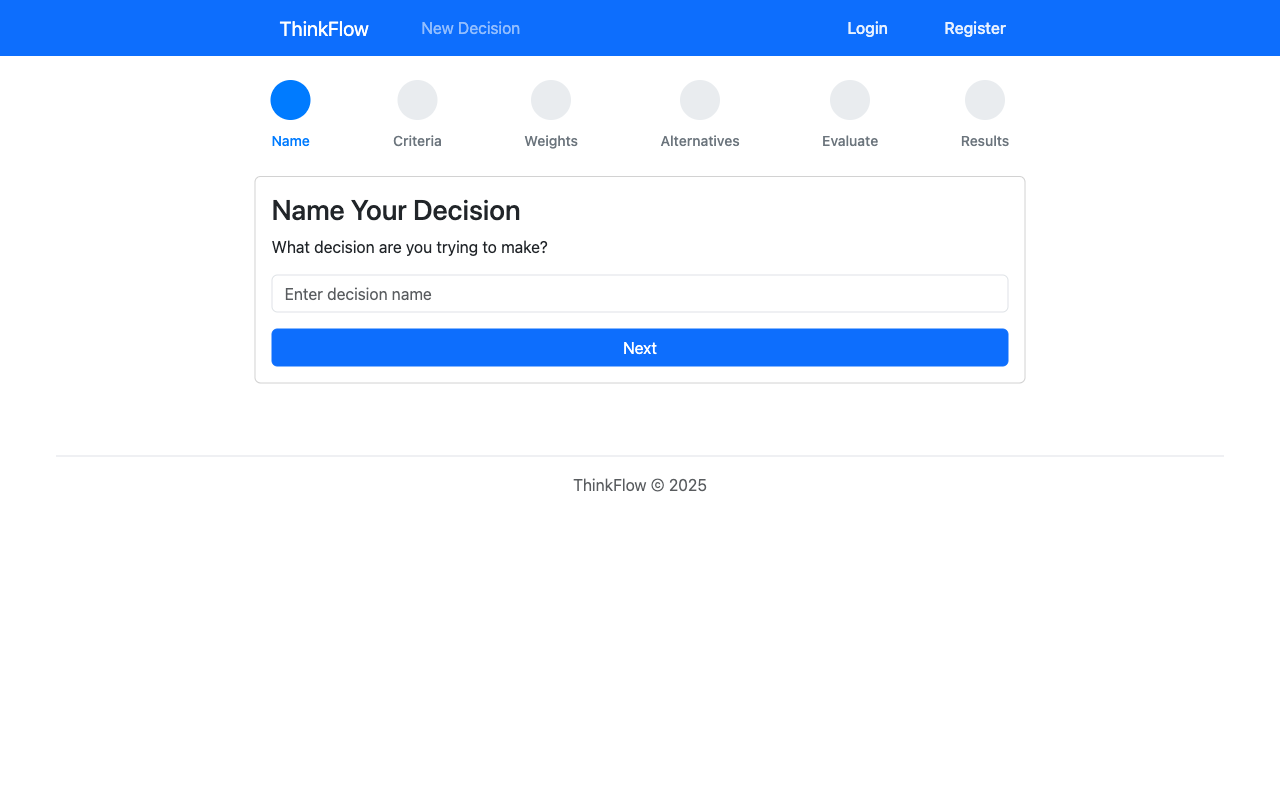 ThinkFlow New Decision Login Register
Name Criteria Weights Alternatives Evaluate Results
Name Your Decision
What decision are you trying to make?
Enter decision name
Next
ThinkFlow © 2025